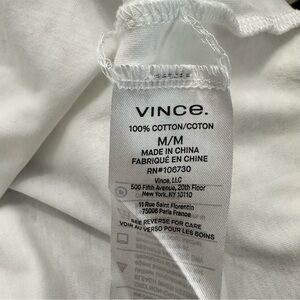 VINCE.
100% COTTON/COTON
M/M
MADE IN CHINA
FABRIQUÉ EN CHINE
RN#106730
Vince, LLC
500 Fifth Avenue, 20th Floor
New York, NY 10110
11 Rue Saint Florentin
75008 Paris France
SEE REVERSE FOR CARE
VOIR AU VERSO POUR LES SOINS